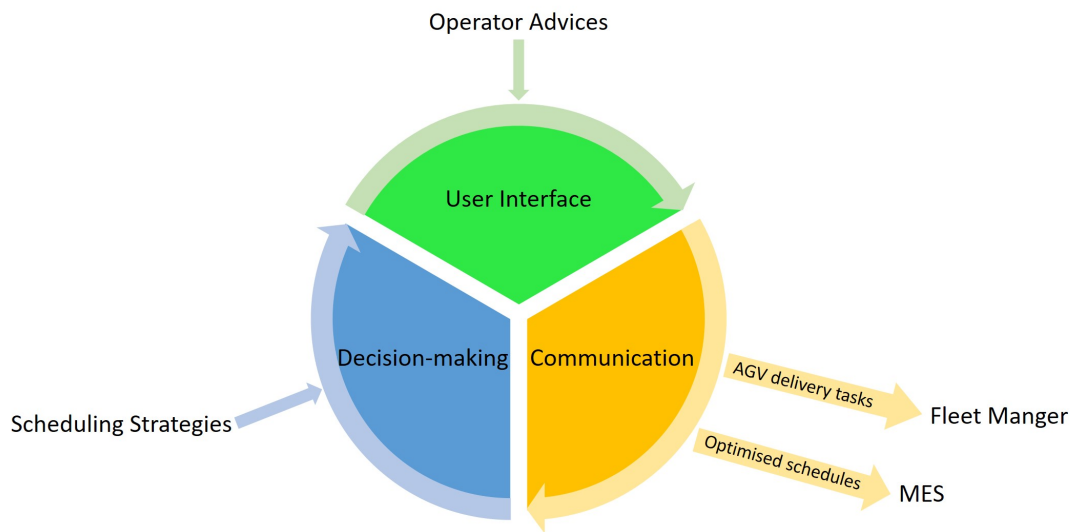 Operator Advices
User Interface
Decision-making
Communication
AGV delivery tasks
Fleet Manger
Scheduling Strategies
Optimised schedules
MES